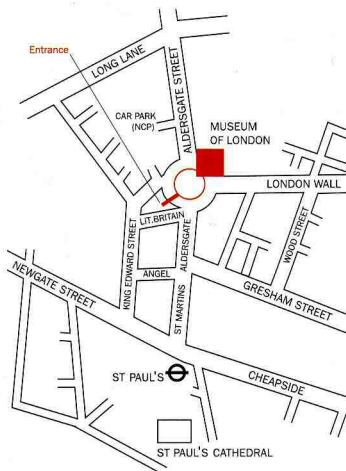 Entrance
LONG LANE
ALDERSGATE STREET
CAR PARK
(NCP)
MUSEUM
OF LONDON
LONDON WALL
LIT.BRITAIN
KING EDWARD STREET
ALDERSGATE
WOOD STREET
ANGEL
NEWGATE STREET
GRESHAM STREET
ST MARTINS
ST PAUL'S
CHEAPSIDE
ST PAUL'S CATHEDRAL